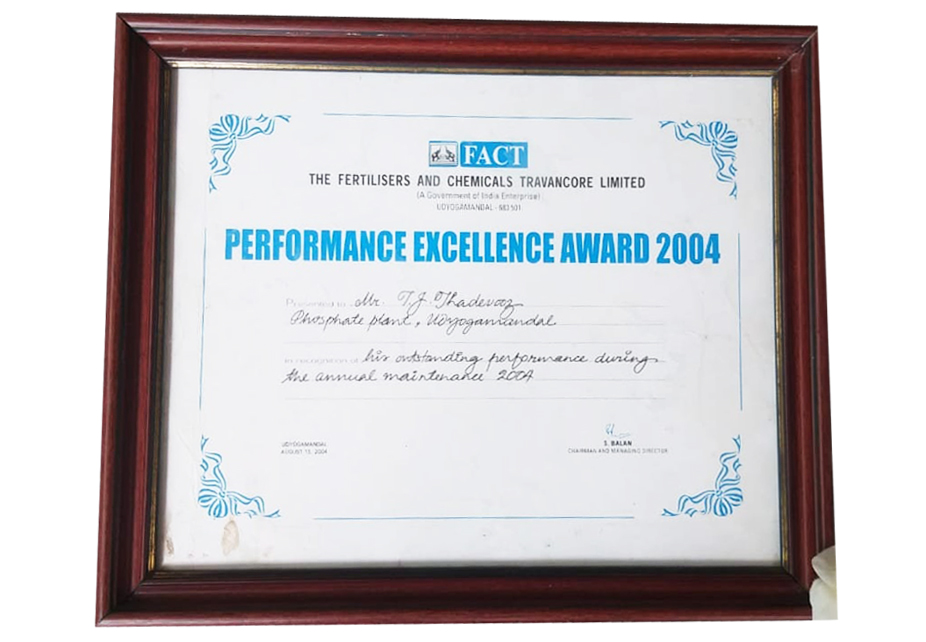 FACT
THE FERTILISERS AND CHEMICALS TRAVANCORE LIMITED
(A Government of India Enterprise)
UDYOGAMANDAL - 683 501
PERFORMANCE EXCELLENCE AWARD 2004
Presented to Mr. T.J. Thadevoz
Phosphate plant, Udyogamandal
In recognition of his outstanding performance during
the annual maintenance 2004
UDYOGAMANDAL
AUGUST 15, 2004
S. BALAN
CHAIRMAN AND MANAGING DIRECTOR